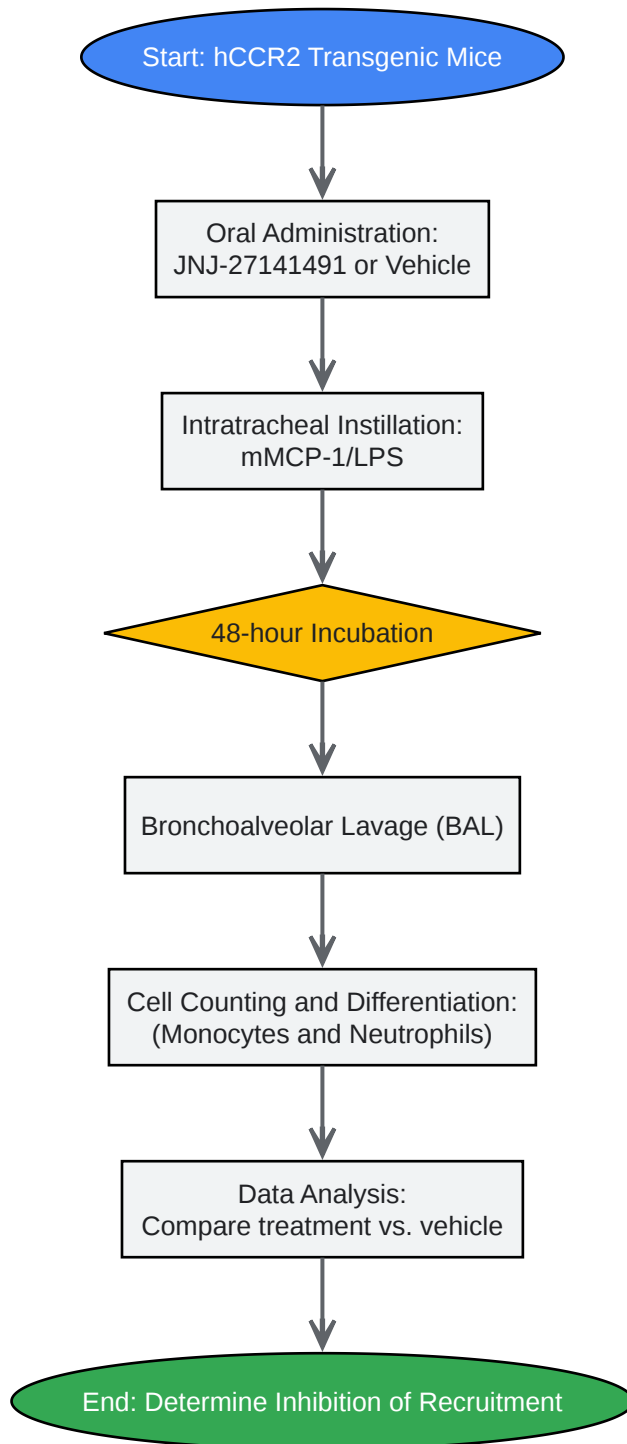 Start: hCCR2 Transgenic Mice
Oral Administration:
JNJ-27141491 or Vehicle
Intratracheal Instillation:
mMCP-1/LPS
48-hour Incubation
Bronchoalveolar Lavage (BAL)
Cell Counting and Differentiation:
(Monocytes and Neutrophils)
Data Analysis:
Compare treatment vs. vehicle
End: Determine Inhibition of Recruitment